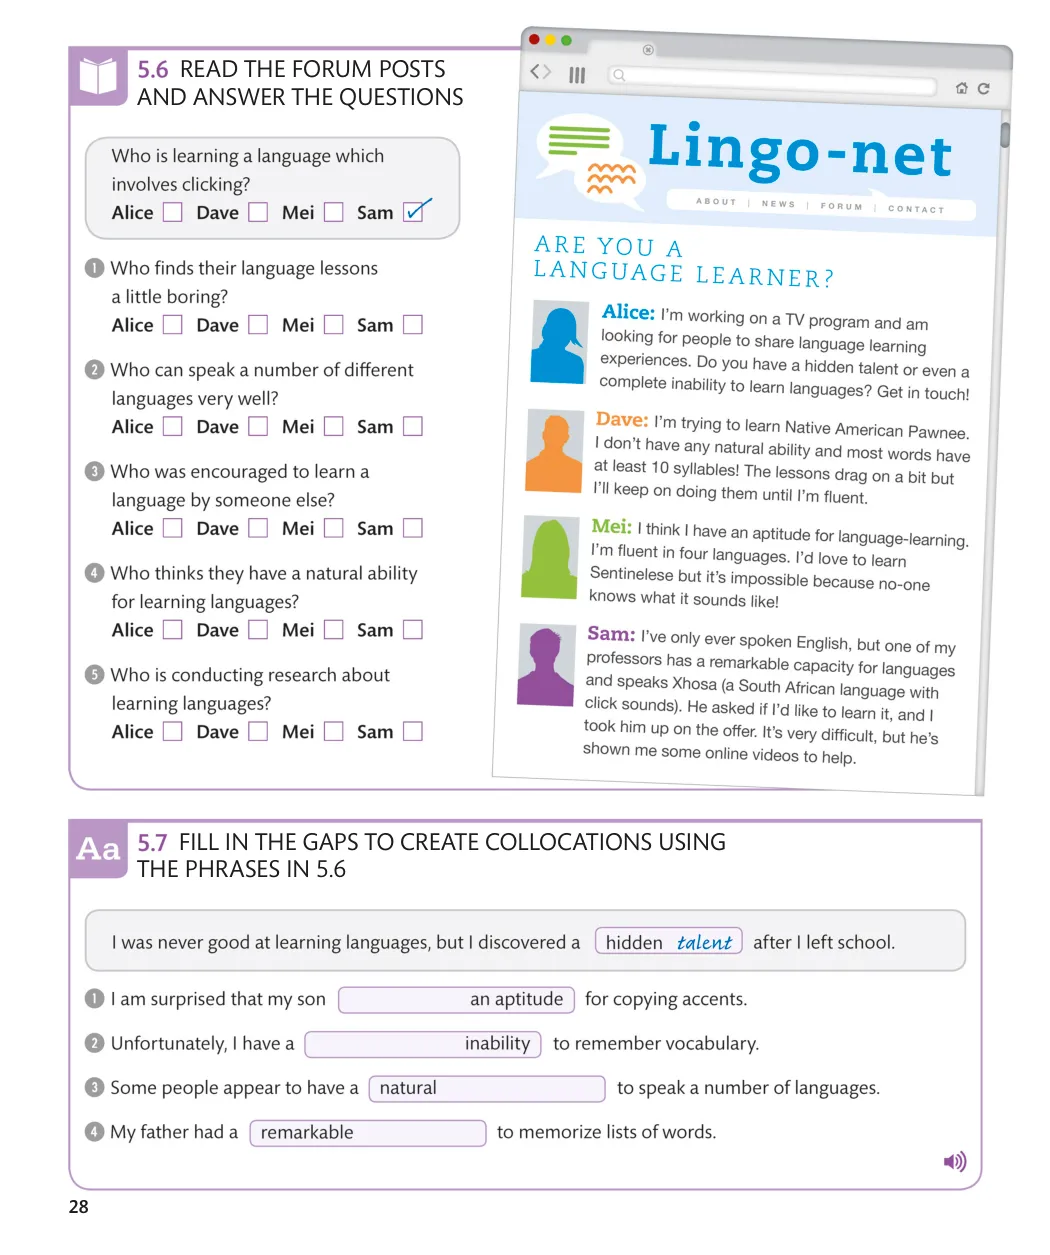 5.6 READ THE FORUM POSTS
AND ANSWER THE QUESTIONS
Who is learning a language which
involves clicking?
Alice Dave Mei Sam
1 Who finds their language lessons
a little boring?
Alice Dave Mei Sam
2 Who can speak a number of different
languages very well?
Alice Dave Mei Sam
3 Who was encouraged to learn a
language by someone else?
Alice Dave Mei Sam
4 Who thinks they have a natural ability
for learning languages?
Alice Dave Mei Sam
5 Who is conducting research about
learning languages?
Alice Dave Mei Sam
Lingo-net
ABOUT | NEWS | FORUM | CONTACT
ARE YOU A
LANGUAGE LEARNER?
Alice: I'm working on a TV program and am
looking for people to share language learning
experiences. Do you have a hidden talent or even a
complete inability to learn languages? Get in touch!
Dave: I'm trying to learn Native American Pawnee.
I don't have any natural ability and most words have
at least 10 syllables! The lessons drag on a bit but
I'll keep on doing them until I'm fluent.
Mei: I think I have an aptitude for language-learning.
I'm fluent in four languages. I'd love to learn
Sentinelese but it's impossible because no-one
knows what it sounds like!
Sam: I've only ever spoken English, but one of my
professors has a remarkable capacity for languages
and speaks Xhosa (a South African language with
click sounds). He asked if I'd like to learn it, and I
took him up on the offer. It's very difficult, but he's
shown me some online videos to help.
Aa 5.7 FILL IN THE GAPS TO CREATE COLLOCATIONS USING
THE PHRASES IN 5.6
I was never good at learning languages, but I discovered a hidden talent after I left school.
1 I am surprised that my son an aptitude for copying accents.
2 Unfortunately, I have a inability to remember vocabulary.
3 Some people appear to have a natural to speak a number of languages.
4 My father had a remarkable to memorize lists of words.
28